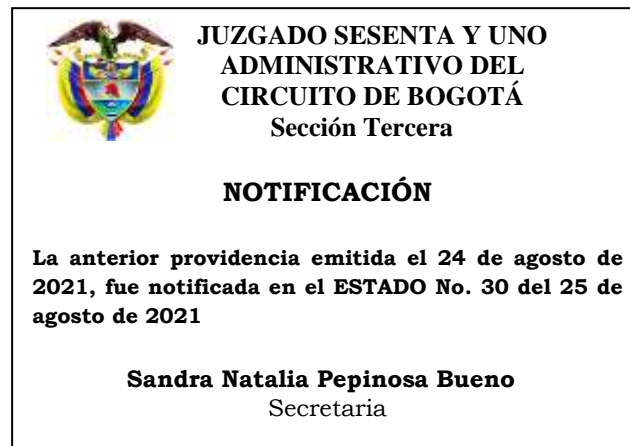 JUZGADO SESENTA Y UNO
ADMINISTRATIVO DEL
CIRCUITO DE BOGOTÁ
Sección Tercera
NOTIFICACIÓN
La anterior providencia emitida el 24 de agosto de
2021, fue notificada en el ESTADO No. 30 del 25 de
agosto de 2021
Sandra Natalia Pepinosa Bueno
Secretaria